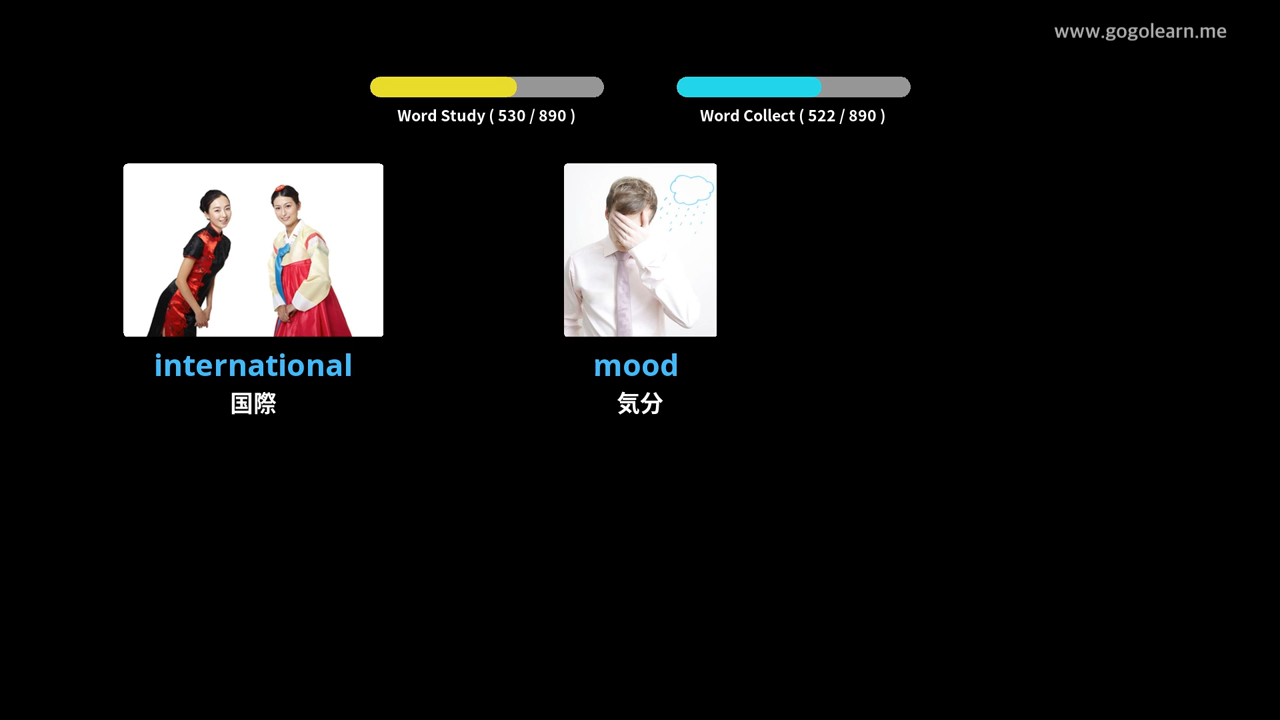 www.gogolearn.me
Word Study ( 530 / 890 )
Word Collect ( 522 / 890 )
international
国際
mood
気分